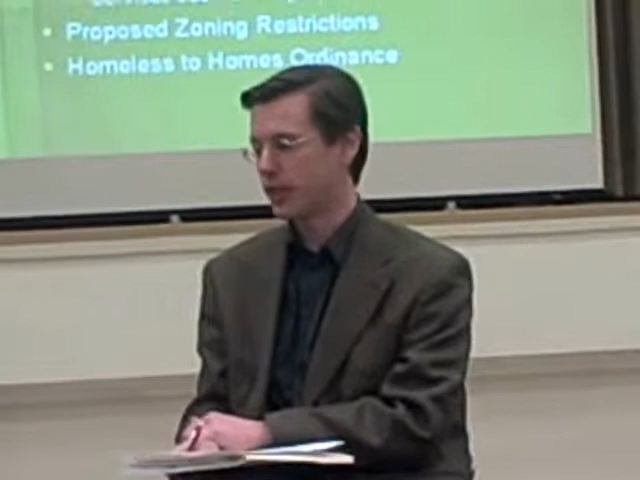 • Proposed Zoning Restrictions
• Homeless to Homes Ordinance